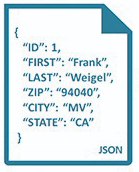 {
“ID”: 1,
“FIRST”: “Frank”,
“LAST”: “Weigel”,
“ZIP”: “94040”,
“CITY”: “MV”,
“STATE”: “CA”
}
JSON